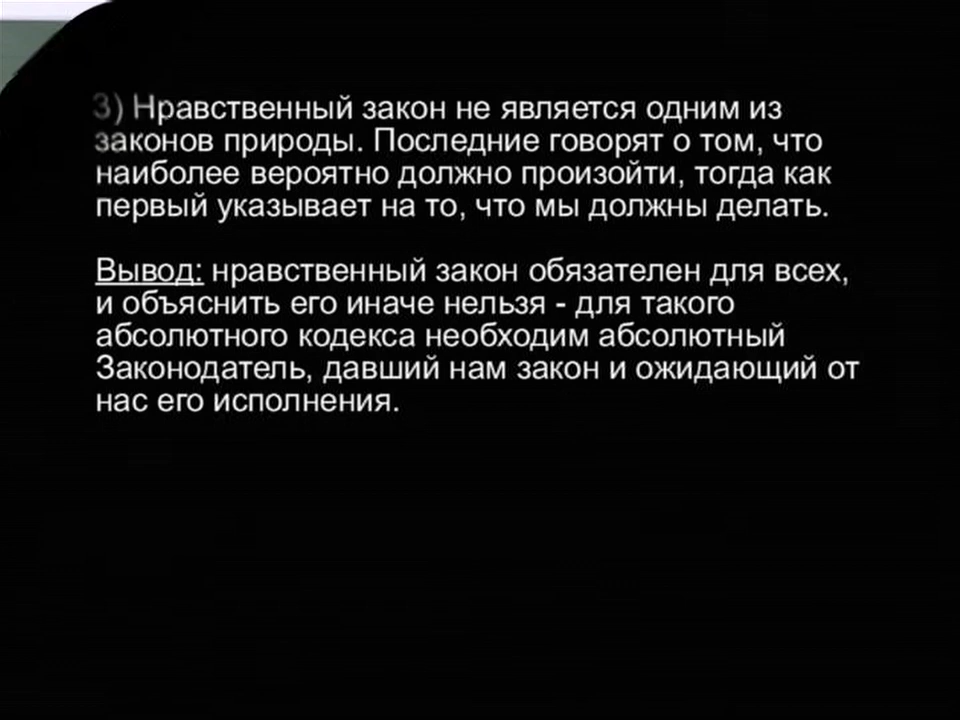 3) Нравственный закон не является одним из
законов природы. Последние говорят о том, что
наиболее вероятно должно произойти, тогда как
первый указывает на то, что мы должны делать.
Вывод: нравственный закон обязателен для всех,
и объяснить его иначе нельзя - для такого
абсолютного кодекса необходим абсолютный
Законодатель, давший нам закон и ожидающий от
нас его исполнения.